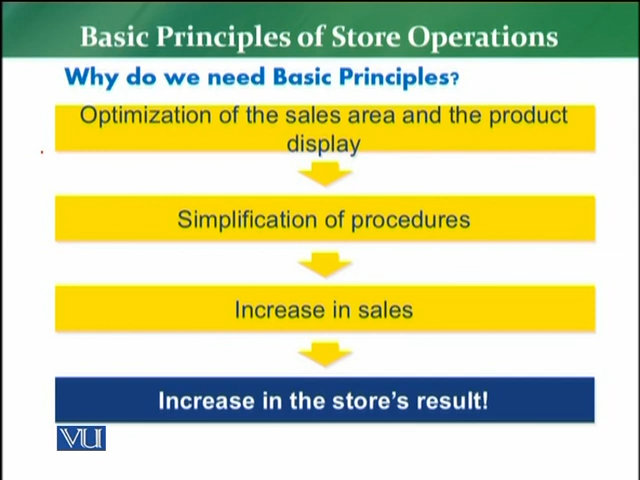 Basic Principles of Store Operations
Why do we need Basic Principles?
Optimization of the sales area and the product
display
Simplification of procedures
Increase in sales
Increase in the store's result!
VU